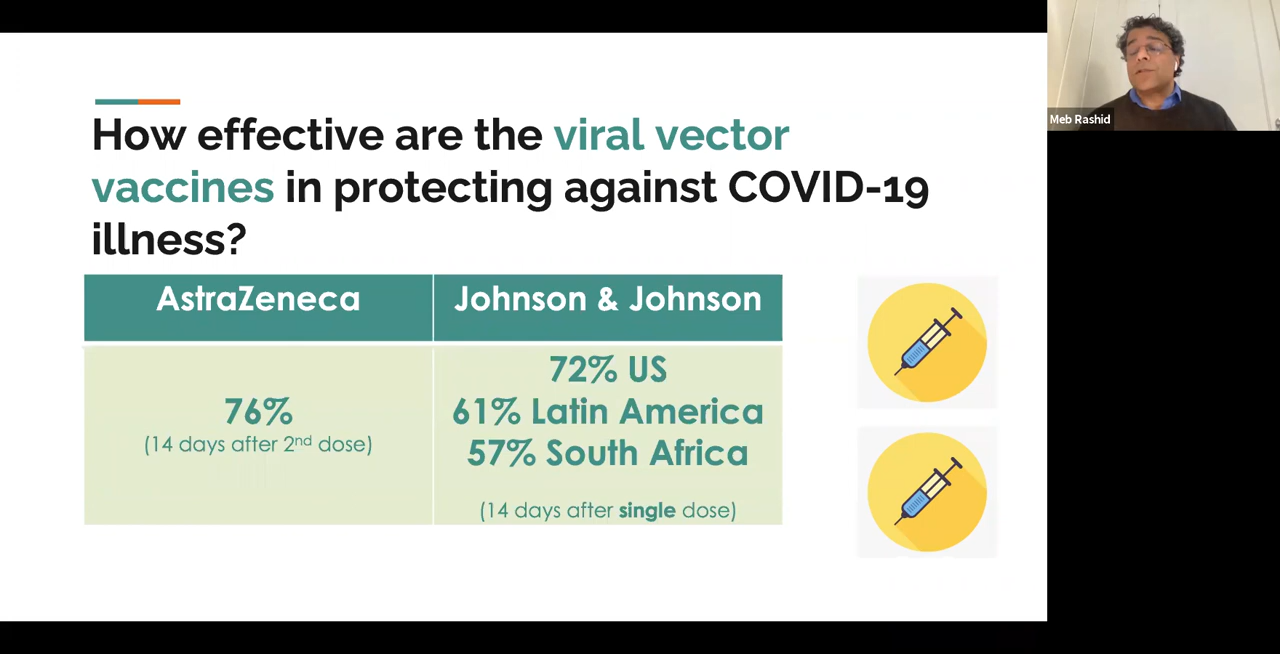 How effective are the viral vector
vaccines in protecting against COVID-19
illness?
AstraZeneca
Johnson & Johnson
76%
(14 days after 2nd dose)
72% US
61% Latin America
57% South Africa
(14 days after single dose)
Meb Rashid